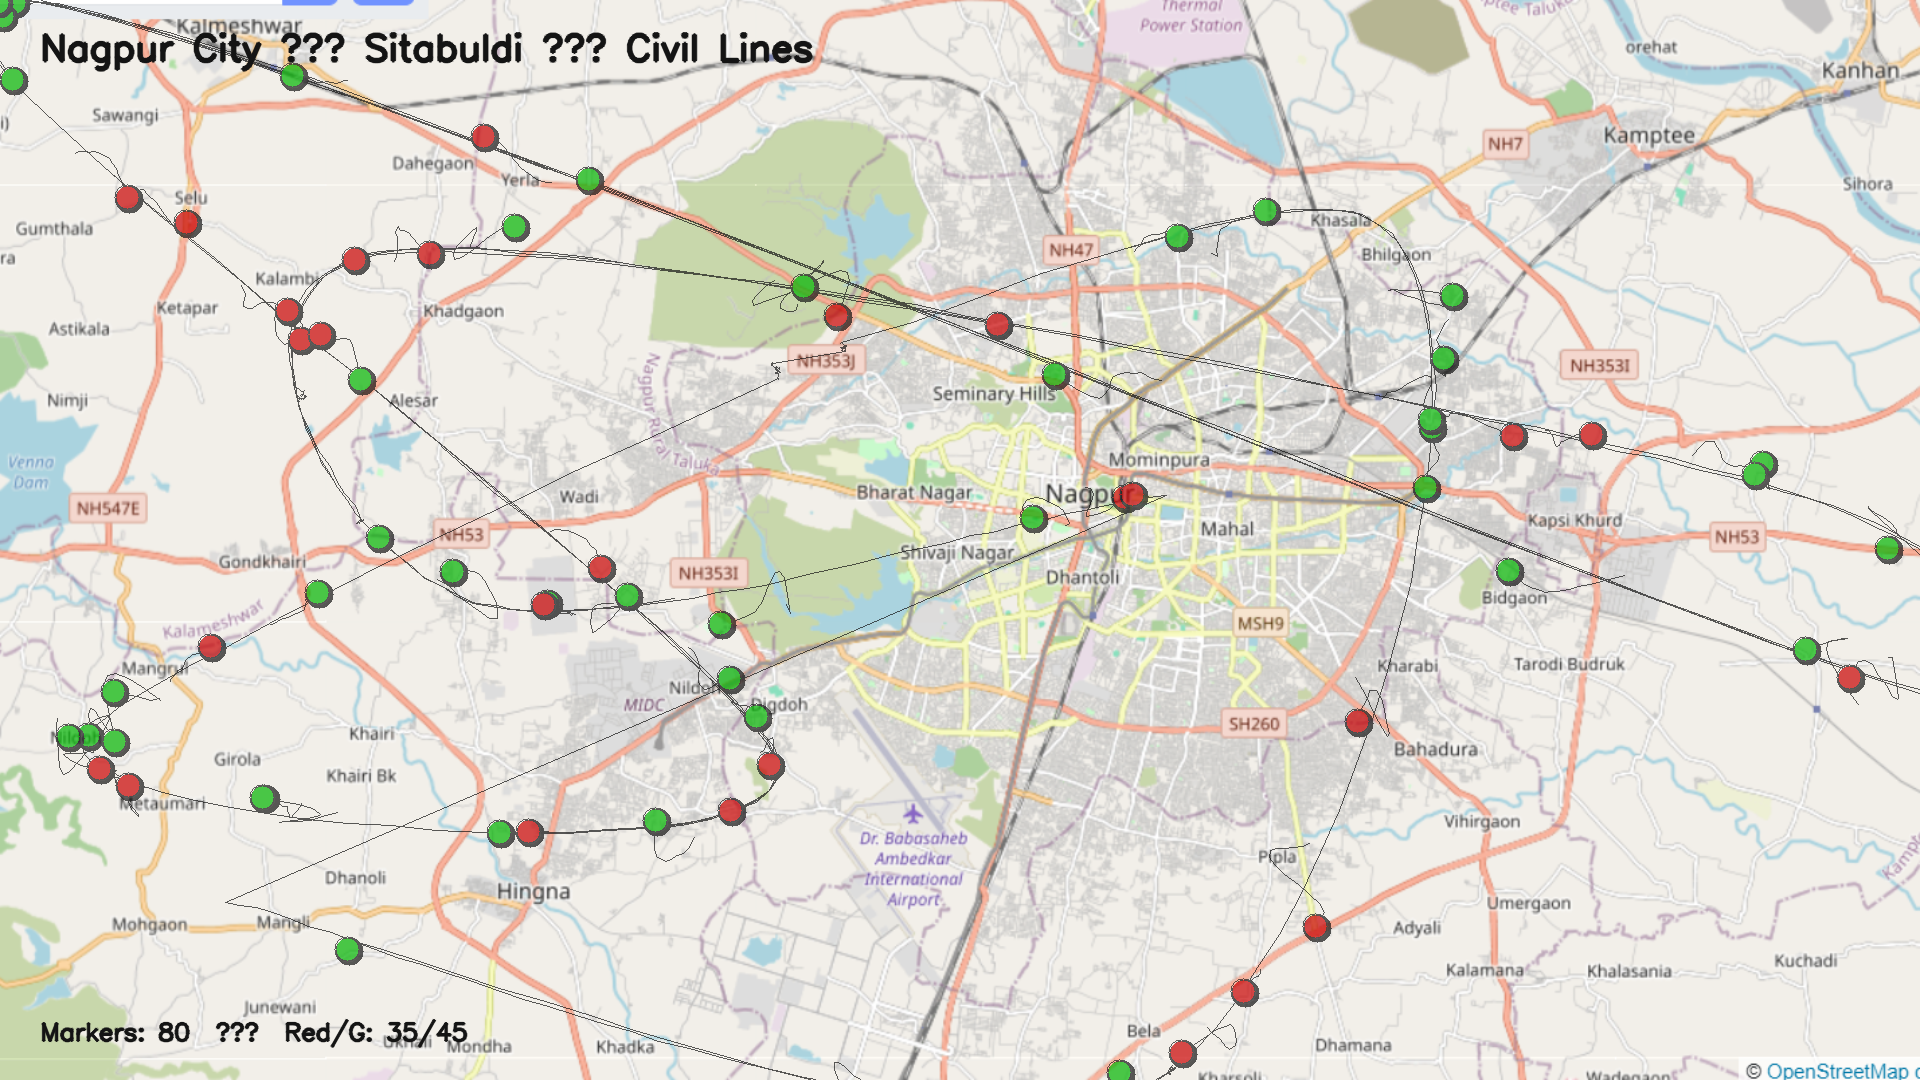 Thermal
Power Station
ptee Taluka
orehat
Kanhan
Kalmeshwar
Nagpur City ??? Sitabuldi ??? Civil Lines
Sawangi
i)
NH7
Kamptee
Dahegaon
Yerla
Sihora
Selu
Gumthala
Khasala
NH47
Bhilgaon
ra
Kalambi
Ketapar
Khadgaon
Astikala
NH353J
NH353I
Nagpur Rural Taluka
Seminary Hills
Nimji
Alesar
Mominpura
Venna
Dam
Wadi
Bharat Nagar
Nagpur
NH547E
Kapsi Khurd
Mahal
NH53
NH53
Gondkhairi
Shivaji Nagar
NH353I
Dhantoli
Bidgaon
Kalameshwar
MSH9
Mangrul
Kharabi
Tarodi Budruk
MIDC
Digdoh
SH260
Khairi
Bahadura
Girola
Khairi Bk
Metaumari
Vihirgaon
Dr. Babasaheb
Ambedkar
International
Airport
Pipla
Dhanoli
Hingna
Umergaon
Mohgaon
Mangli
Adyali
Kuchadi
Kalamana
Khalasania
Junewani
Markers: 80 ??? Red/G: 35/45
Bela
Mondha
Khadka
Dhamana
Kharsoli
Wadegaon
© OpenStreetMap c